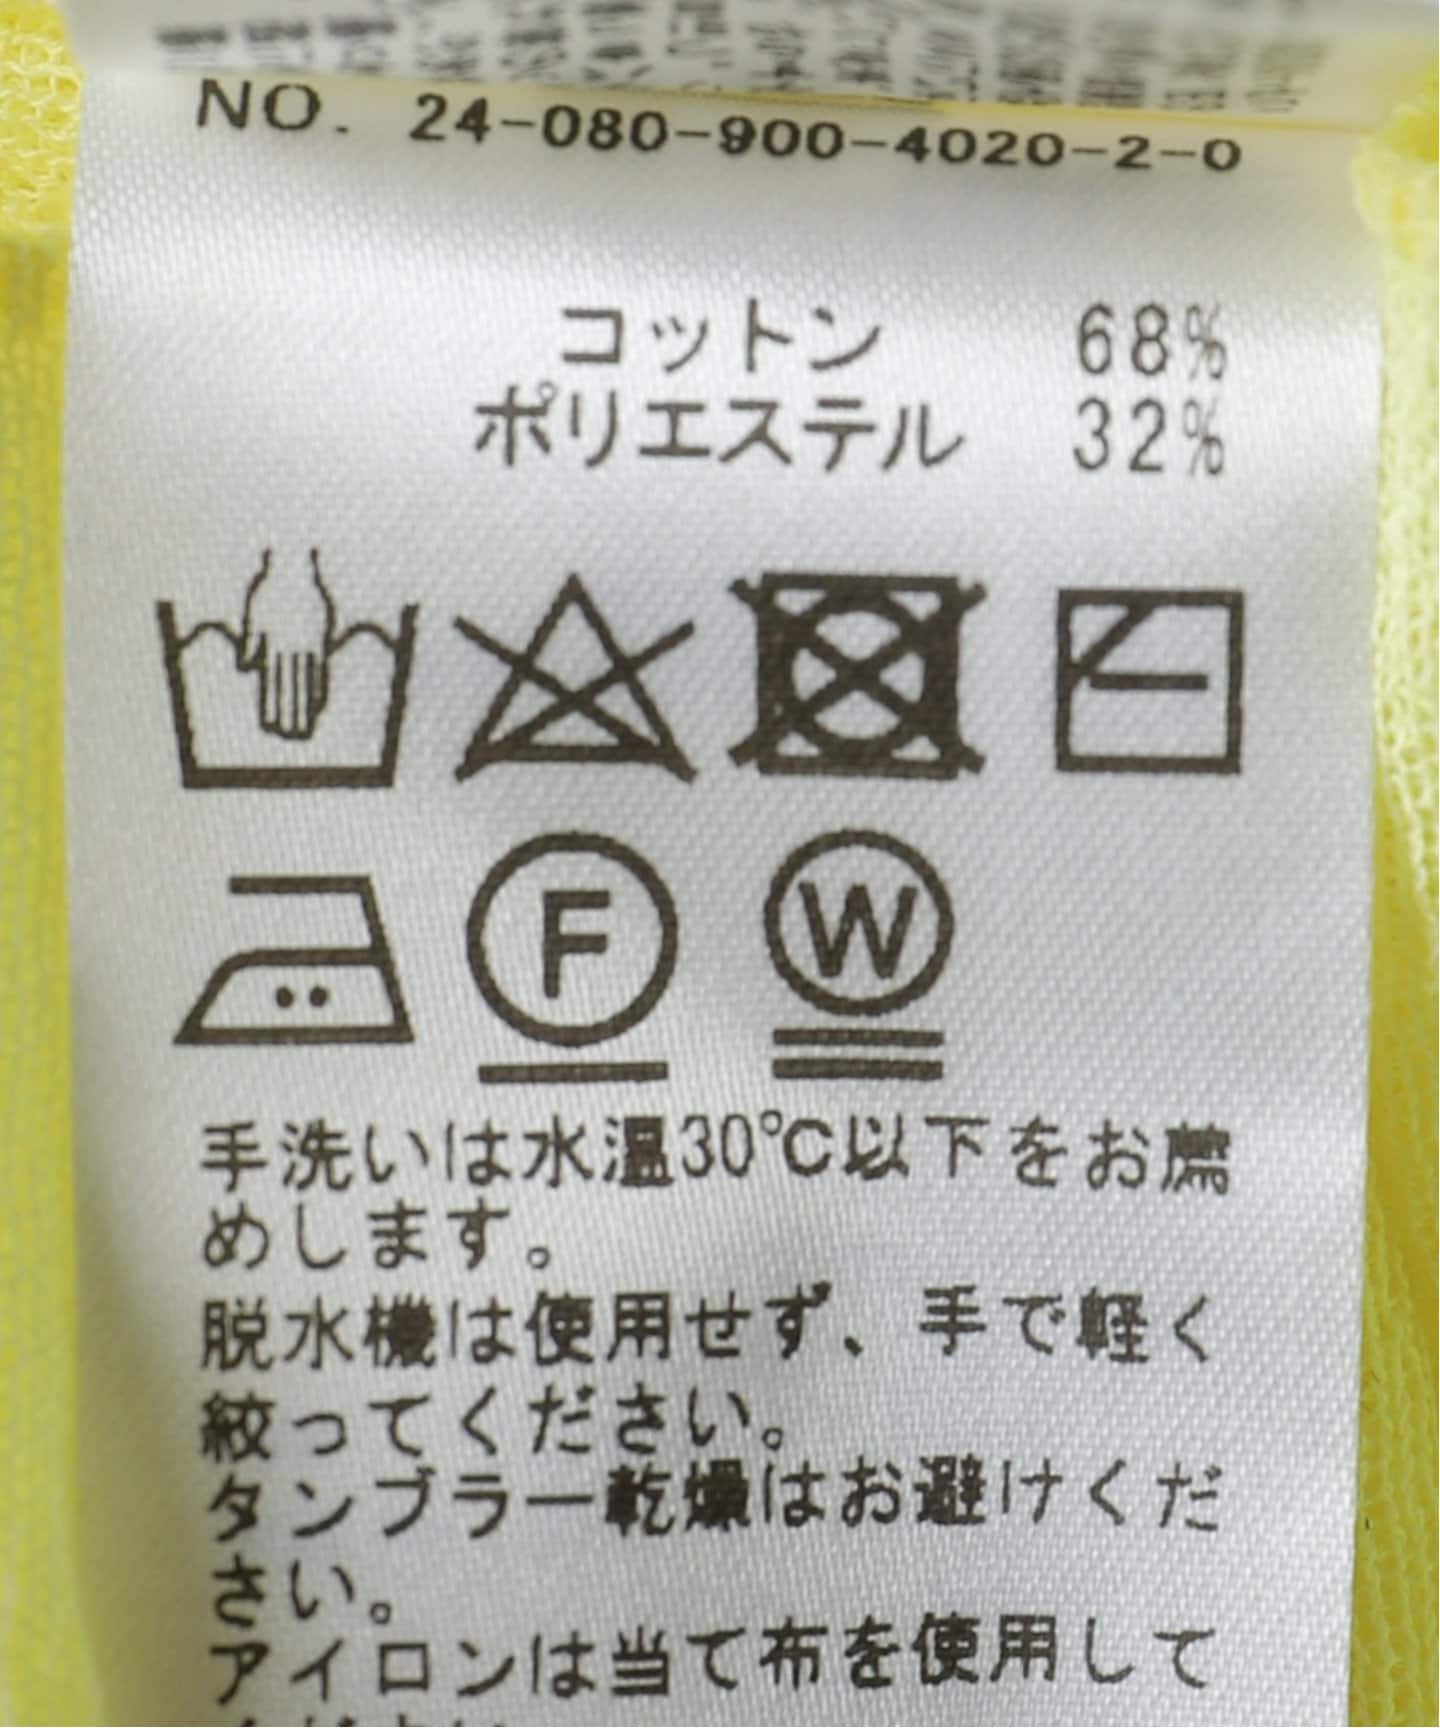 NO. 24-080-900-4020-2-0
コットン 68%
ポリエステル 32%
F W
手洗いは水温30℃以下をお薦
めします。
脱水機は使用せず、手で軽く
絞ってください。
タンブラー乾燥はお避けくだ
さい。
アイロンは当て布を使用して